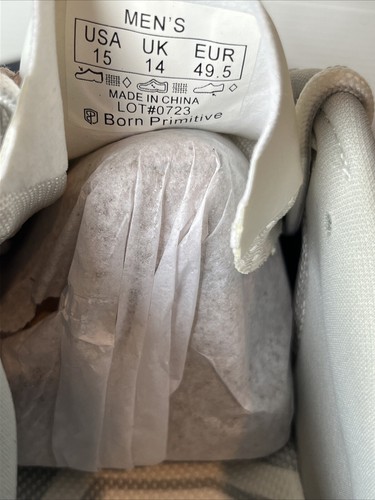 MEN'S
USA UK EUR
15 14 49.5
MADE IN CHINA
LOT#0723
Born Primitive